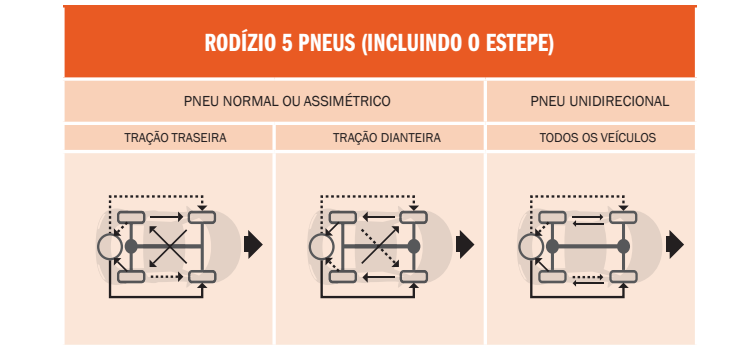 RODÍZIO 5 PNEUS (INCLUINDO O ESTEPE)
PNEU NORMAL OU ASSIMÉTRICO
PNEU UNIDIRECIONAL
TRAÇÃO TRASEIRA
TRAÇÃO DIANTEIRA
TODOS OS VEÍCULOS